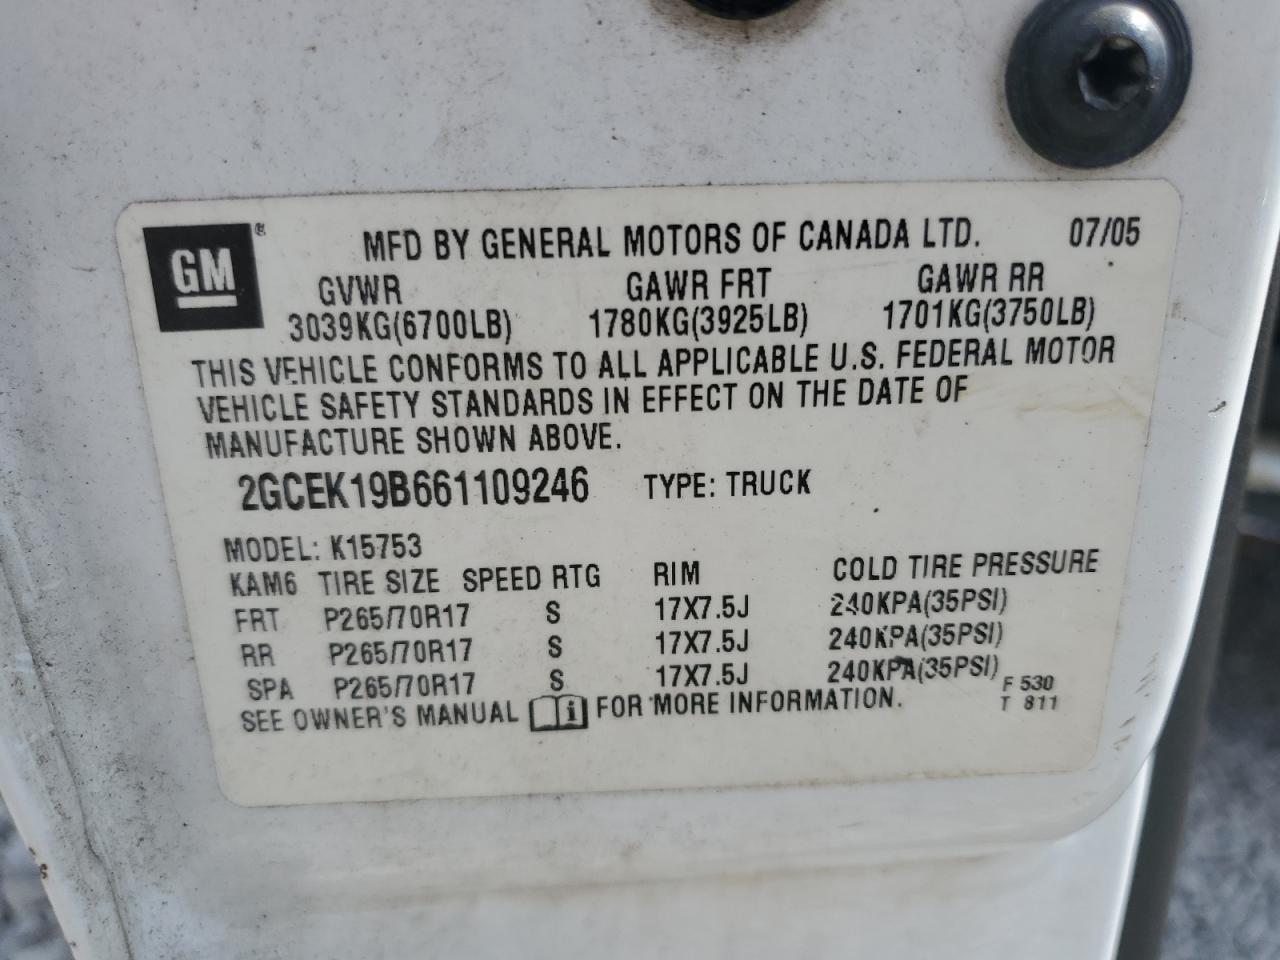 GM®
MFD BY GENERAL MOTORS OF CANADA LTD. 07/05
GVWR GAWR FRT GAWR RR
3039KG(6700LB) 1780KG(3925LB) 1701KG(3750LB)
THIS VEHICLE CONFORMS TO ALL APPLICABLE U.S. FEDERAL MOTOR
VEHICLE SAFETY STANDARDS IN EFFECT ON THE DATE OF
MANUFACTURE SHOWN ABOVE.
2GCEK19B661109246 TYPE: TRUCK
MODEL: K15753
KAM6 TIRE SIZE SPEED RTG RIM COLD TIRE PRESSURE
FRT P265/70R17 S 17X7.5J 240KPA(35PSI)
RR P265/70R17 S 17X7.5J 240KPA(35PSI)
SPA P265/70R17 S 17X7.5J 240KPA(35PSI)
F 530
SEE OWNER'S MANUAL i FOR MORE INFORMATION. T 811